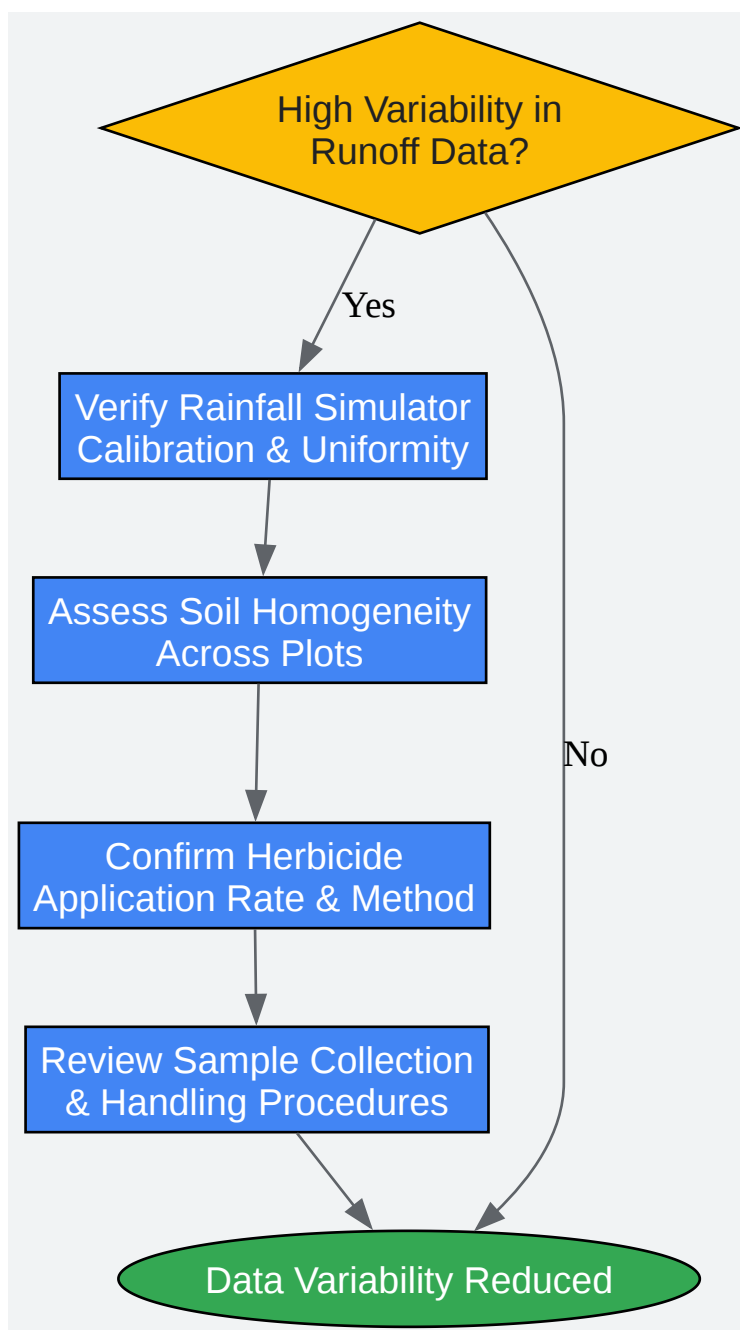 High Variability in
Runoff Data?
Yes
Verify Rainfall Simulator
Calibration & Uniformity
Assess Soil Homogeneity
Across Plots
No
Confirm Herbicide
Application Rate & Method
Review Sample Collection
& Handling Procedures
Data Variability Reduced